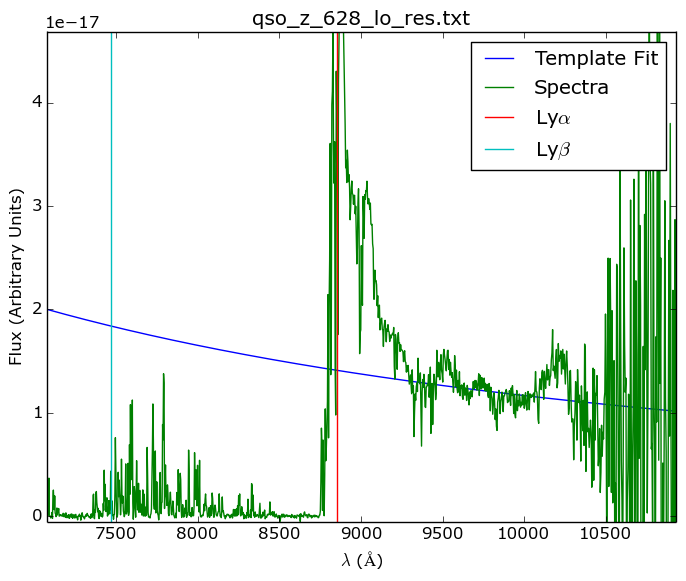 qso_z_628_lo_res.txt
1e−17
Template Fit
Spectra
Lyα
Lyβ
4
3
2
1
0
Flux (Arbitrary Units)
7500 8000 8500 9000 9500 10000 10500
λ (Å)